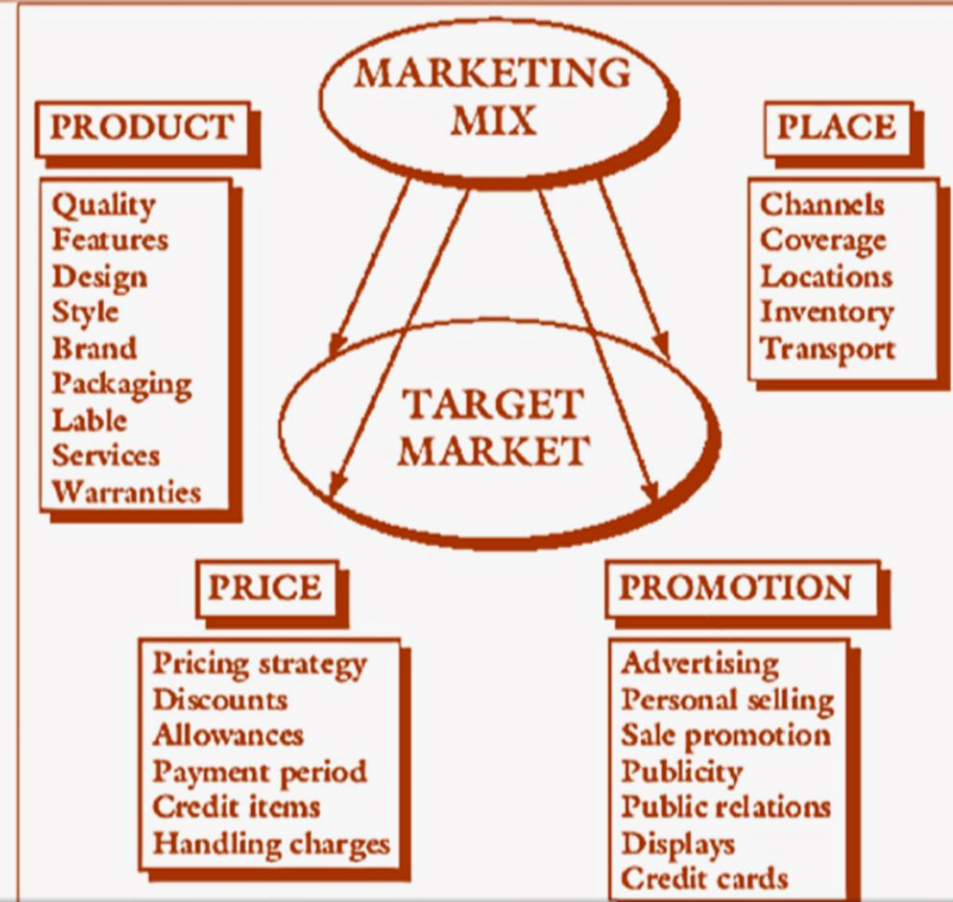 MARKETING
MIX
PRODUCT
Quality
Features
Design
Style
Brand
Packaging
Lable
Services
Warranties
PLACE
Channels
Coverage
Locations
Inventory
Transport
TARGET
MARKET
PRICE
Pricing strategy
Discounts
Allowances
Payment period
Credit items
Handling charges
PROMOTION
Advertising
Personal selling
Sale promotion
Publicity
Public relations
Displays
Credit cards